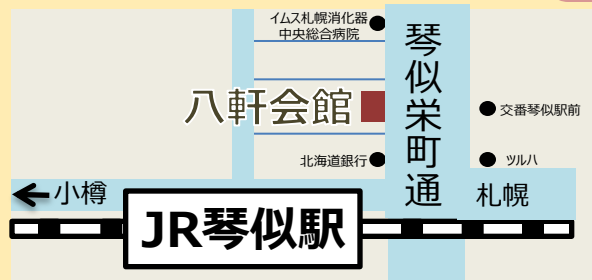 イムス札幌消化器
中央総合病院
琴似栄町通
八軒会館
交番琴似駅前
北海道銀行
ツルハ
小樽
札幌
JR琴似駅